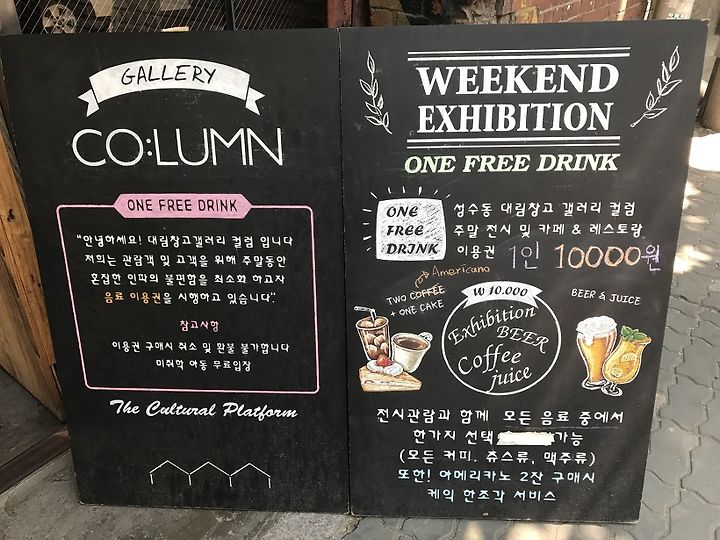 GALLERY
CO:LUMN
ONE FREE DRINK
"안녕하세요! 대림창고갤러리 컬럼 입니다
저희는 관람객 및 고객을 위해 주말동안
혼잡한 인파의 불편함을 최소화 하고자
음료 이용권을 시행하고 있습니다"
참고사항
이용권 구매시 취소 및 환불 불가합니다
미취학 아동 무료입장
The Cultural Platform
WEEKEND
EXHIBITION
ONE FREE DRINK
ONE
FREE
DRINK
성수동 대림창고 갤러리 컬럼
주말 전시 및 카페 & 레스토랑
이용권 1인 10000원
Americano
TWO COFFEE
+ ONE CAKE
₩ 10.000
Exhibition
BEER
Coffee
juice
BEER & JUICE
전시관람과 함께 모든 음료 중에서
한가지 선택 가능
(모든 커피, 쥬스류, 맥주류)
또한! 아메리카노 2잔 구매시
케익 한조각 서비스